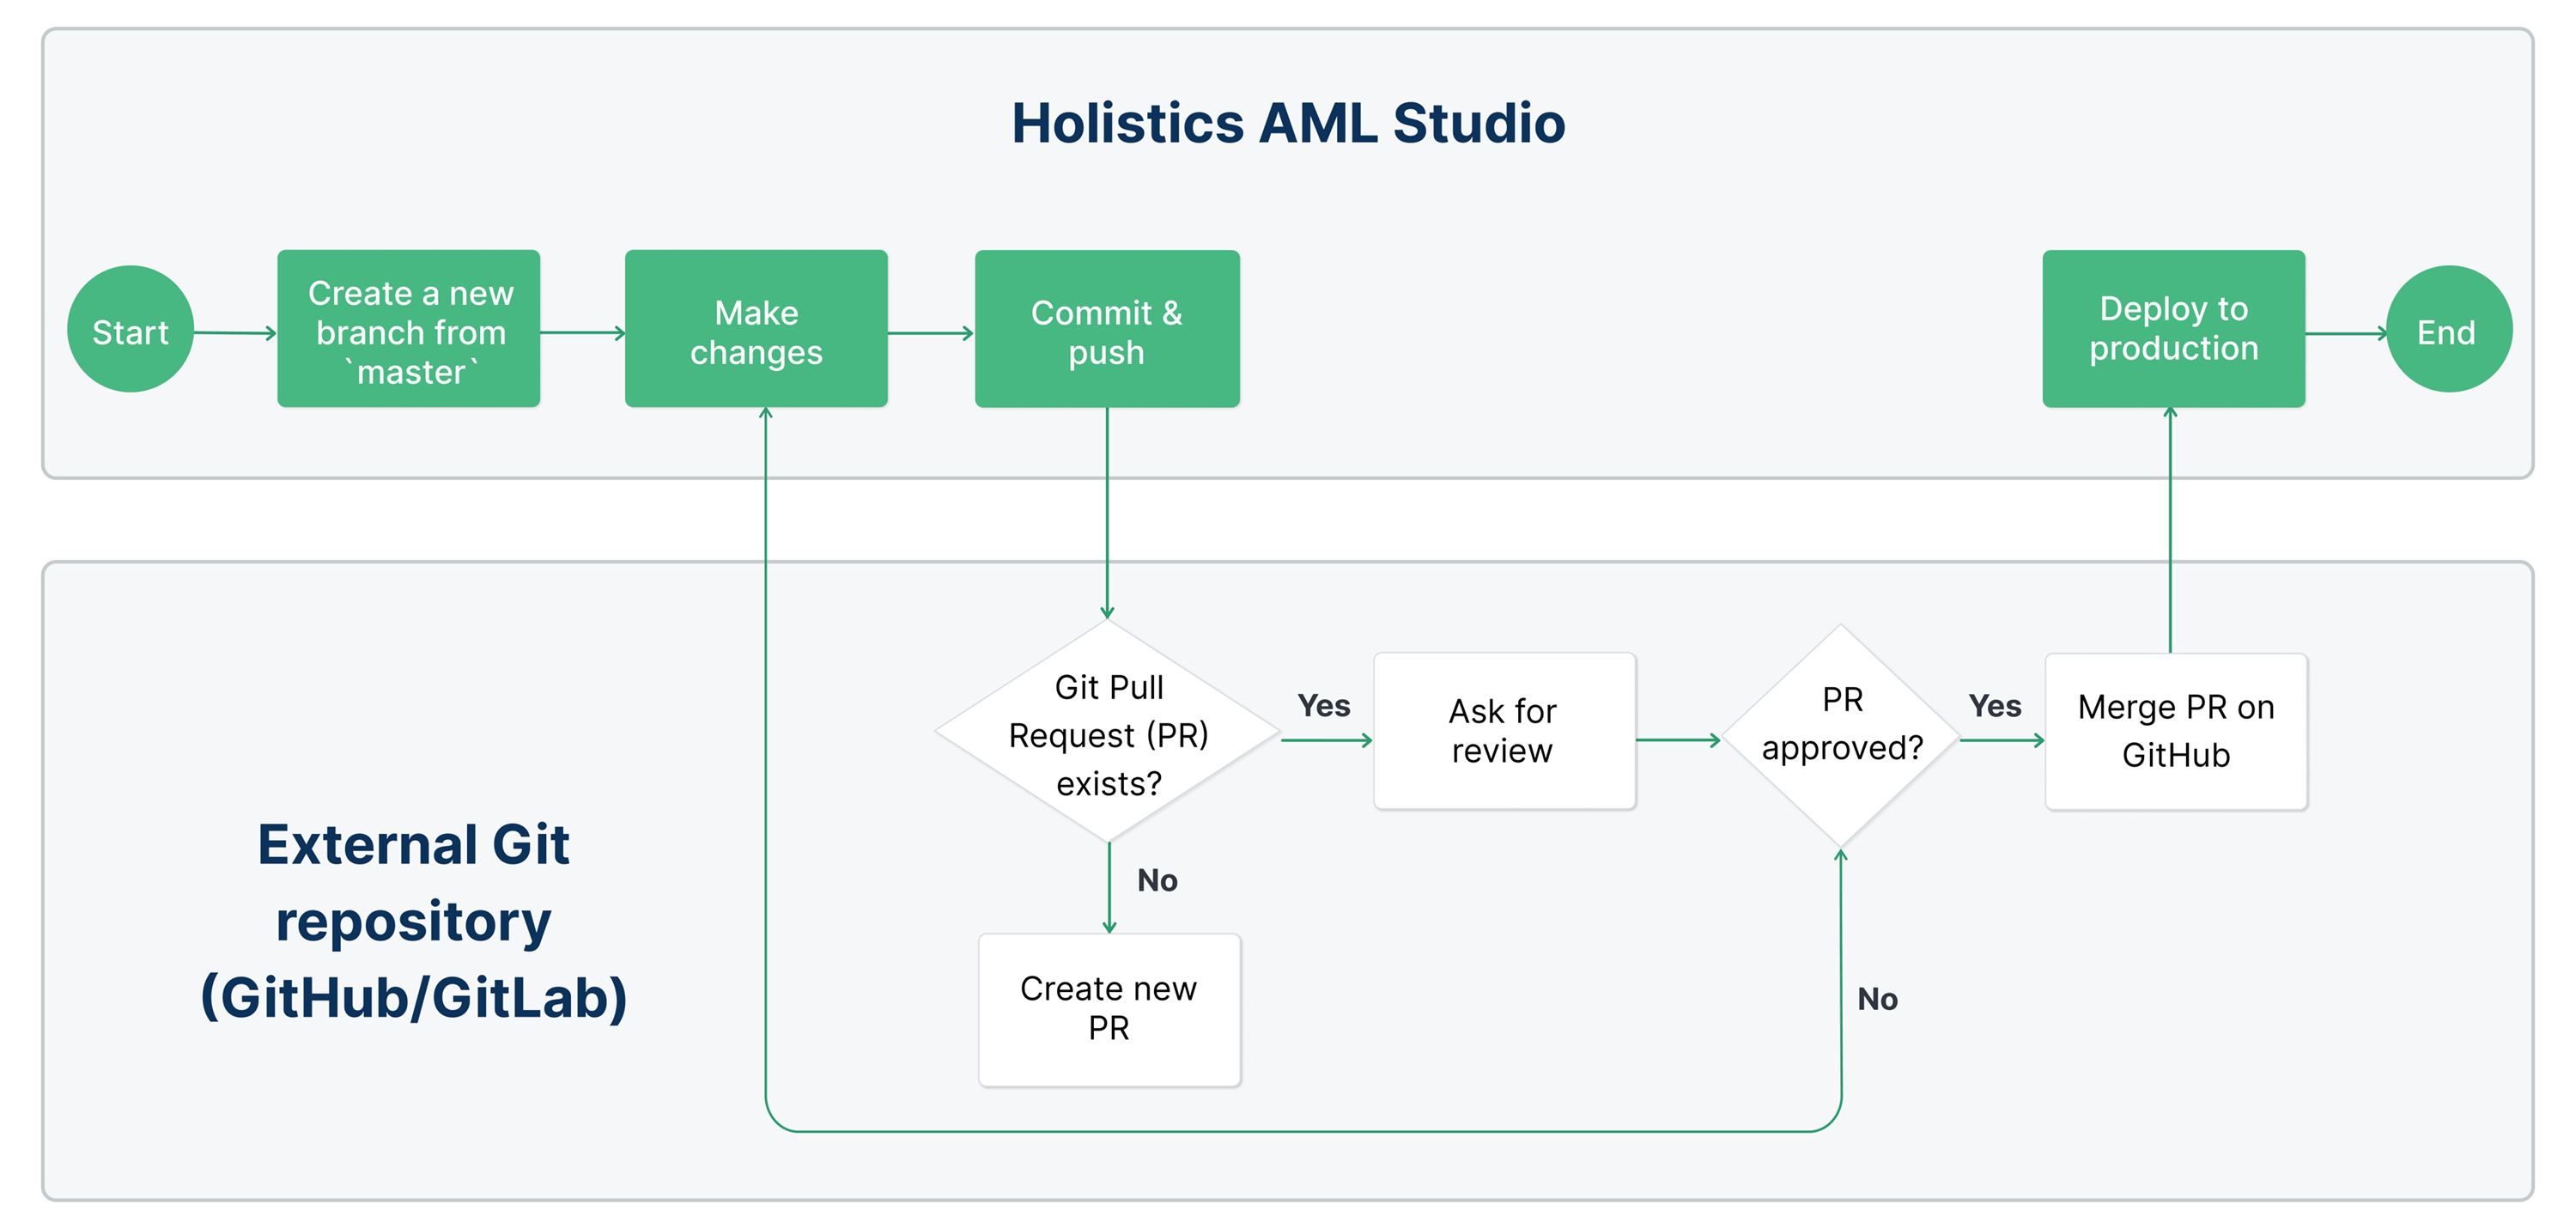 Holistics AML Studio
Start
Create a new
branch from
`master`
Make
changes
Commit &
push
Deploy to
production
End
External Git
repository
(GitHub/GitLab)
Git Pull
Request (PR)
exists?
Yes
Ask for
review
PR
approved?
Yes
Merge PR on
GitHub
No
Create new
PR
No